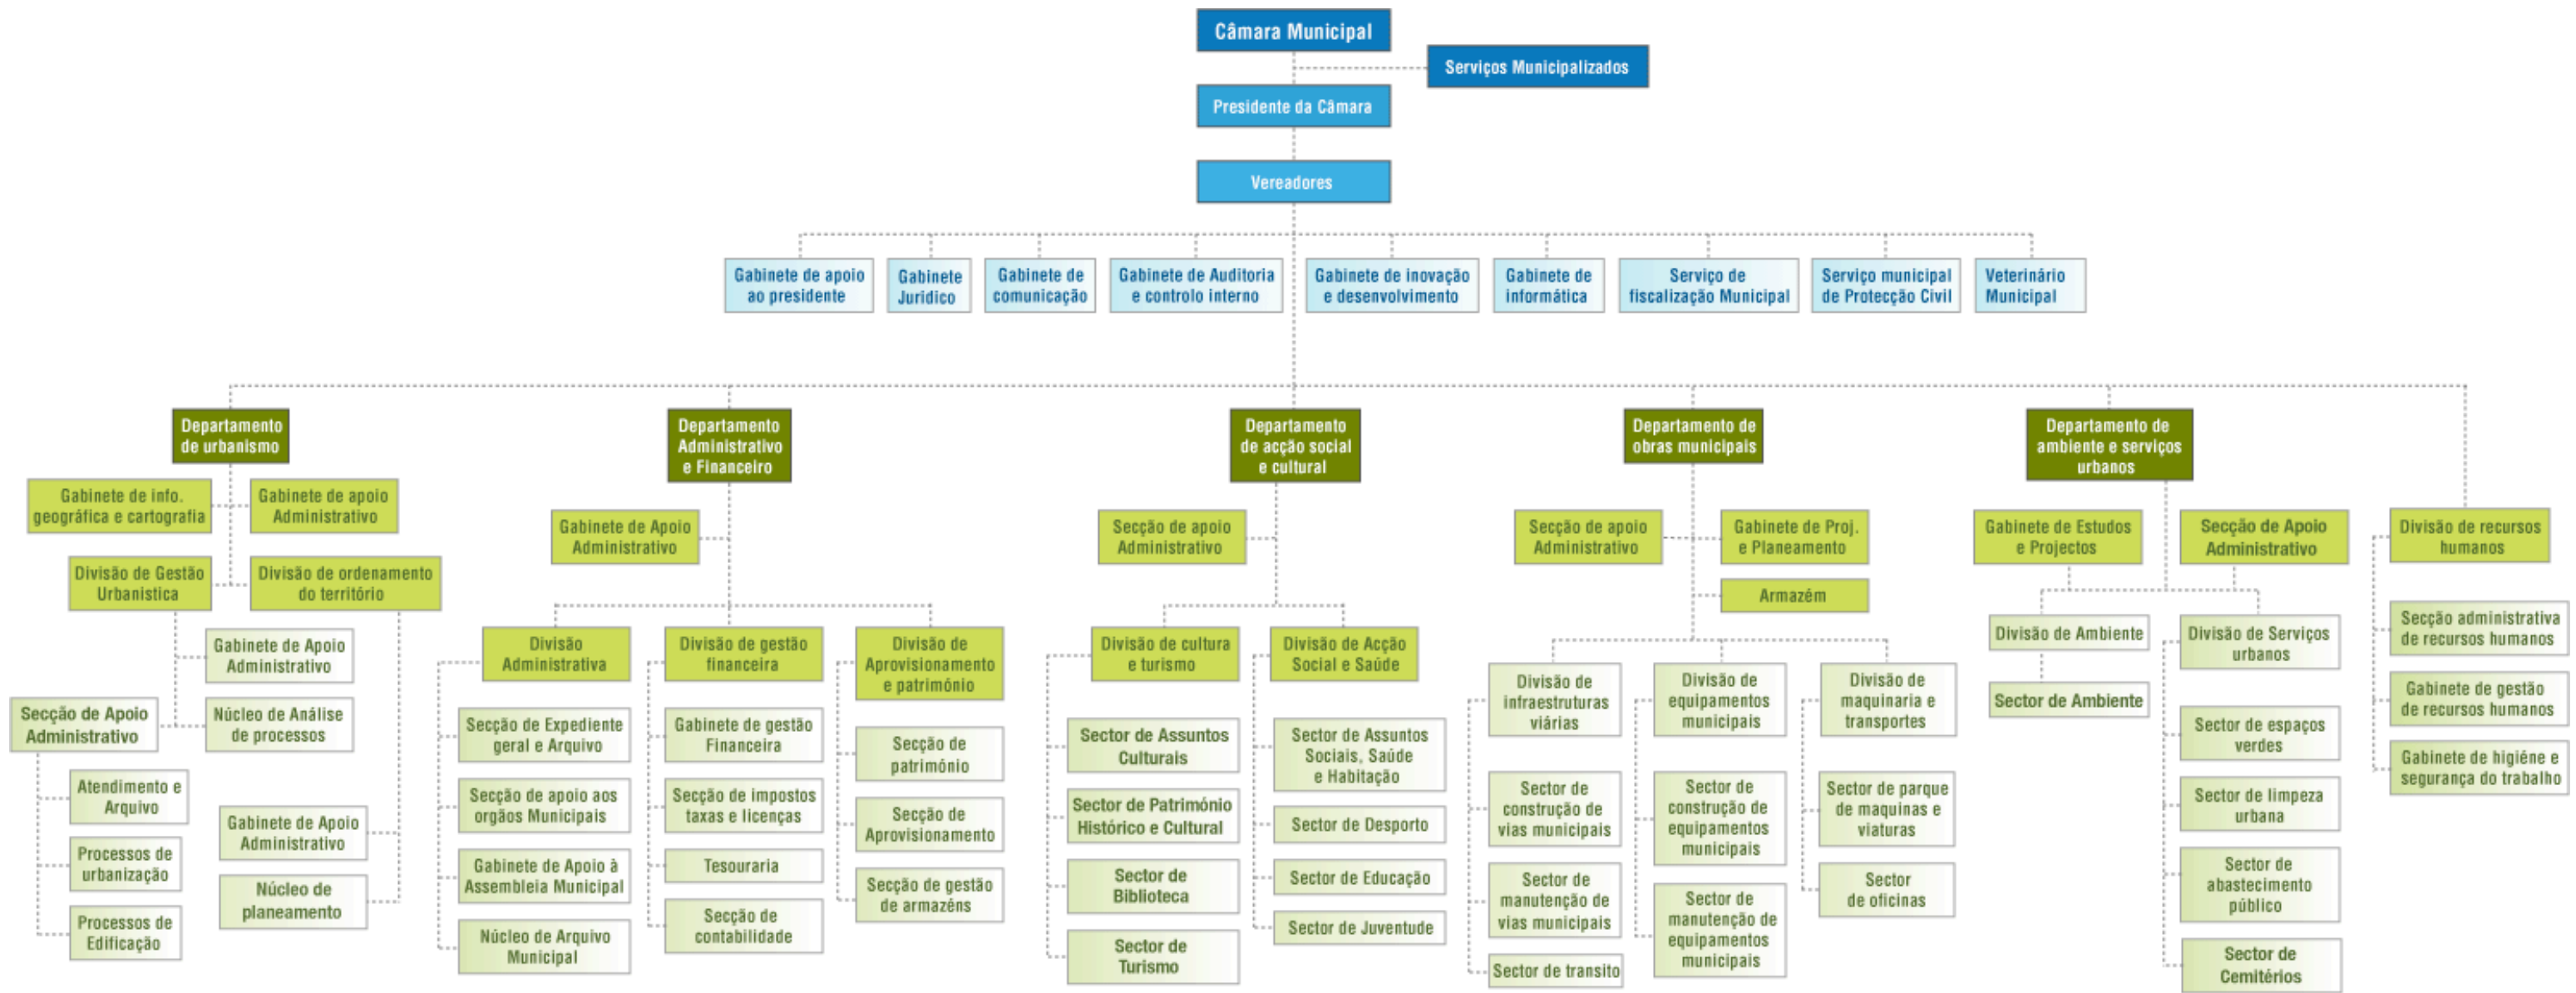 Câmara Municipal
Serviços Municipalizados
Presidente da Câmara
Vereadores
Gabinete de apoio
ao presidente
Gabinete
Juridico
Gabinete de
comunicação
Gabinete de Auditoria
e controlo interno
Gabinete de inovação
e desenvolvimento
Gabinete de
informática
Serviço de
fiscalização Municipal
Serviço municipal
de Protecção Civil
Veterinário
Municipal
Departamento
de urbanismo
Gabinete de info.
geográfica e cartografia
Gabinete de apoio
Administrativo
Divisão de Gestão
Urbanistica
Divisão de ordenamento
do território
Gabinete de Apoio
Administrativo
Secção de Apoio
Administrativo
Núcleo de Análise
de processos
Atendimento e
Arquivo
Processos de
urbanização
Processos de
Edificação
Gabinete de Apoio
Administrativo
Núcleo de
planeamento
Departamento
Administrativo
e Financeiro
Gabinete de Apoio
Administrativo
Divisão
Administrativa
Secção de Expediente
geral e Arquivo
Secção de apoio aos
orgãos Municipais
Gabinete de Apoio à
Assembleia Municipal
Núcleo de Arquivo
Municipal
Divisão de gestão
financeira
Gabinete de gestão
Financeira
Secção de impostos
taxas e licenças
Tesouraria
Secção de
contabilidade
Divisão de
Aprovisionamento
e património
Secção de
património
Secção de
Aprovisionamento
Secção de gestão
de armazéns
Departamento
de acção social
e cultural
Secção de apoio
Administrativo
Divisão de cultura
e turismo
Sector de Assuntos
Culturais
Sector de Património
Histórico e Cultural
Sector de
Biblioteca
Sector de
Turismo
Divisão de Acção
Social e Saúde
Sector de Assuntos
Sociais, Saúde
e Habitação
Sector de Desporto
Sector de Educação
Sector de Juventude
Departamento de
obras municipais
Secção de apoio
Administrativo
Gabinete de Proj.
e Planeamento
Armazém
Divisão de
infraestruturas
viárias
Sector de
construção de
vias municipais
Sector de
manutenção de
vias municipais
Sector de transito
Divisão de
equipamentos
municipais
Sector de
construção de
equipamentos
municipais
Sector de
manutenção de
equipamentos
municipais
Divisão de
maquinaria e
transportes
Sector de parque
de maquinas e
viaturas
Sector
de oficinas
Departamento de
ambiente e serviços
urbanos
Gabinete de Estudos
e Projectos
Secção de Apoio
Administrativo
Divisão de Ambiente
Sector de Ambiente
Divisão de Serviços
urbanos
Sector de espaços
verdes
Sector de limpeza
urbana
Sector de
abastecimento
público
Sector de
Cemitérios
Divisão de recursos
humanos
Secção administrativa
de recursos humanos
Gabinete de gestão
de recursos humanos
Gabinete de higiéne e
segurança do trabalho